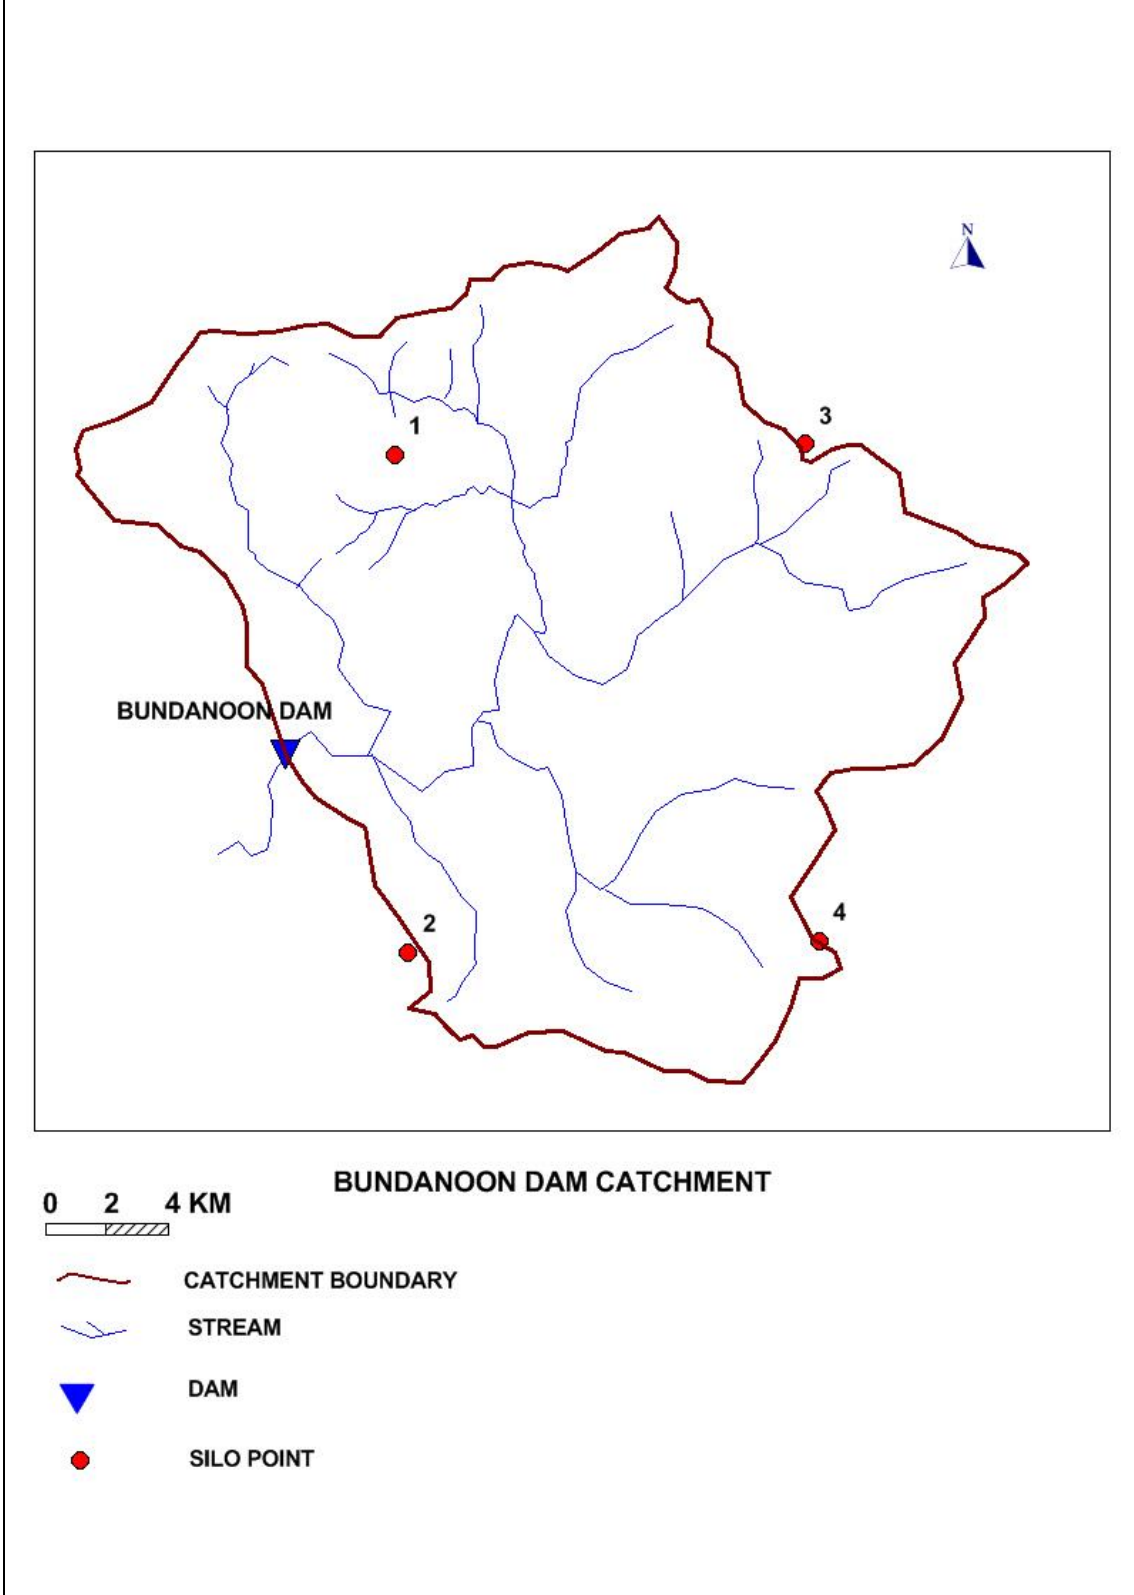 N
3
1
BUNDANOON DAM
4
2
BUNDANOON DAM CATCHMENT
0 2 4 KM
CATCHMENT BOUNDARY
STREAM
DAM
SILO POINT